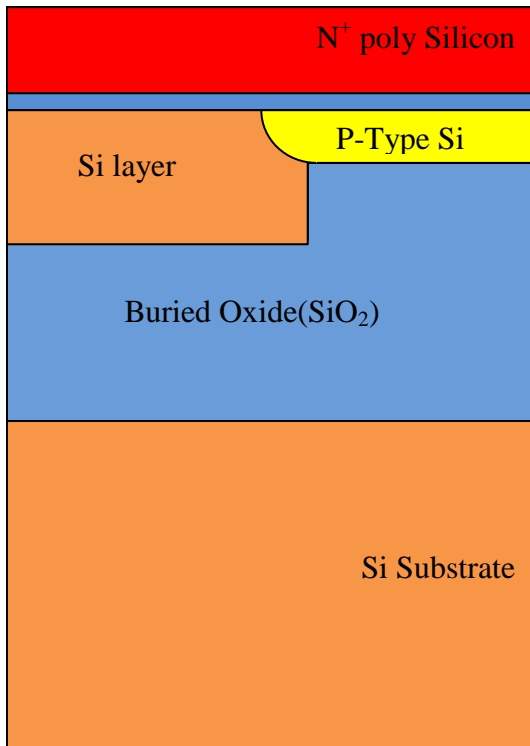 N⁺ poly Silicon
P-Type Si
Si layer
Buried Oxide(SiO₂)
Si Substrate